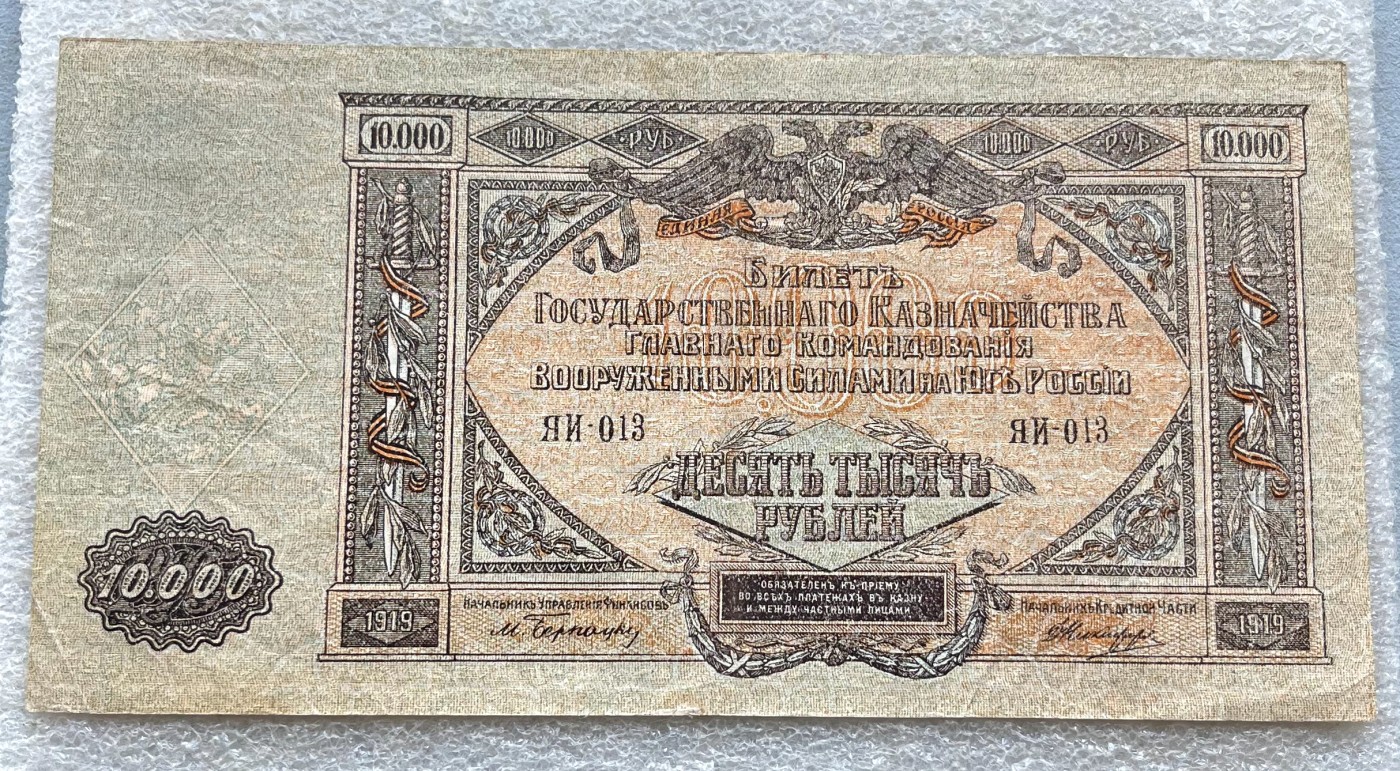 10.000 10.000 РУБ 10.000 РУБ 10.000
ЕДИНАЯ РОССІЯ
БИЛЕТЪ
ГОСУДАРСТВЕННАГО КАЗНАЧЕЙСТВА
ГЛАВНАГО КОМАНДОВАНІЯ
ВООРУЖЕННЫМИ СИЛАМИ НА ЮГѢ РОССІИ
ЯИ-013 ЯИ-013
ДЕСЯТЬ ТЫСЯЧЪ
РУБЛЕЙ
10.000
ОБЯЗАТЕЛЕНЪ КЪ ПРІЕМУ
ВО ВСѢХЪ ПЛАТЕЖАХЪ ВЪ КАЗНУ
И МЕЖДУ ЧАСТНЫМИ ЛИЦАМИ
1919 НАЧАЛЬНИКЪ УПРАВЛЕНІЯ ФИНАНСОВЪ НАЧАЛЬНИКЪ КРЕДИТНОЙ ЧАСТИ 1919